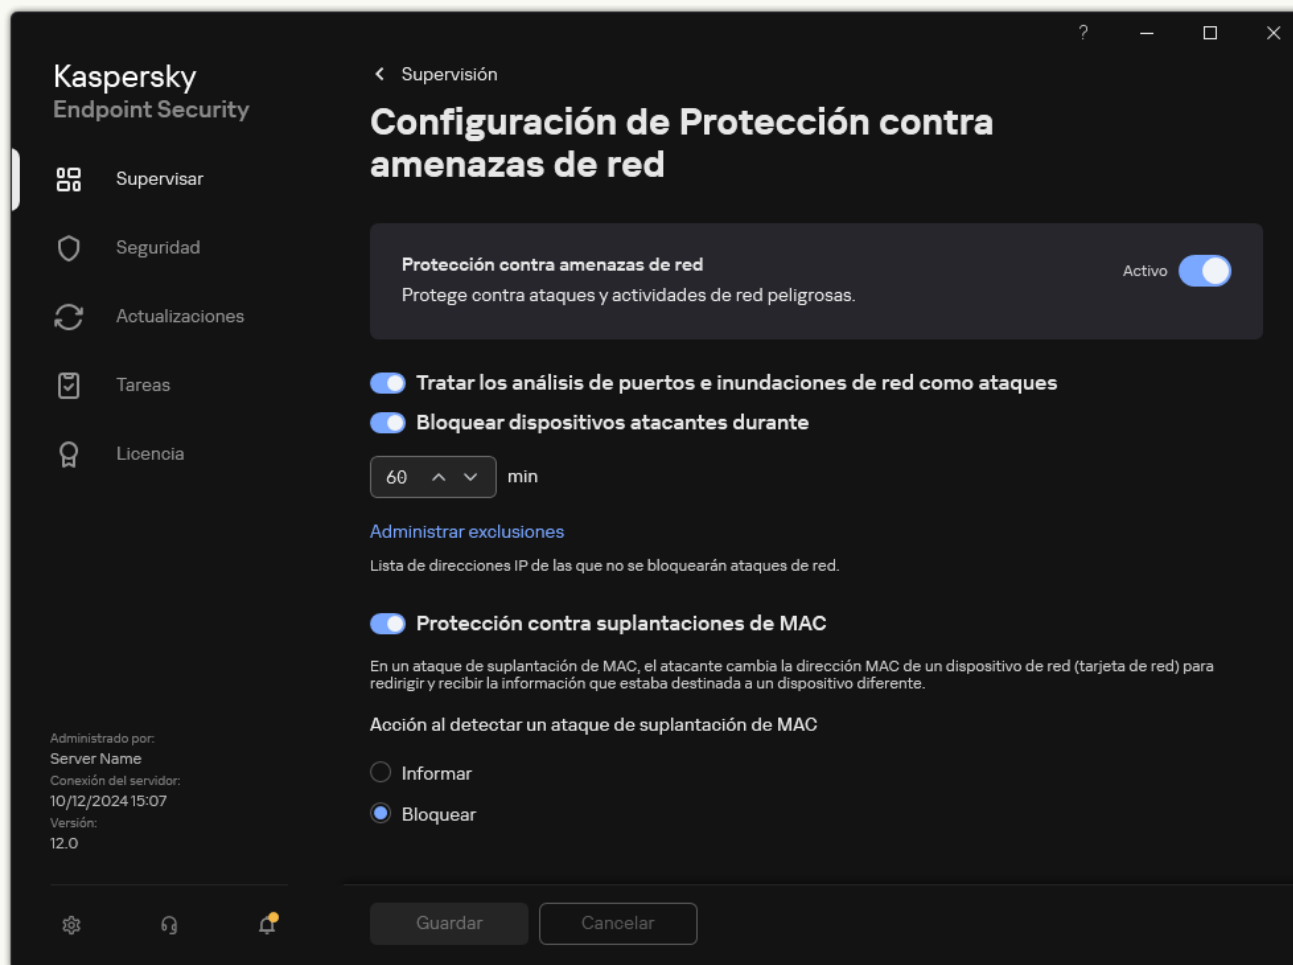 ?
Kaspersky
Endpoint Security
Supervisar
Seguridad
Actualizaciones
Tareas
Licencia
Administrado por:
Server Name
Conexión del servidor:
10/12/2024 15:07
Versión:
12.0
Supervisión
Configuración de Protección contra
amenazas de red
Protección contra amenazas de red
Protege contra ataques y actividades de red peligrosas.
Activo
Tratar los análisis de puertos e inundaciones de red como ataques
Bloquear dispositivos atacantes durante
60 min
Administrar exclusiones
Lista de direcciones IP de las que no se bloquearán ataques de red.
Protección contra suplantaciones de MAC
En un ataque de suplantación de MAC, el atacante cambia la dirección MAC de un dispositivo de red (tarjeta de red) para
redirigir y recibir la información que estaba destinada a un dispositivo diferente.
Acción al detectar un ataque de suplantación de MAC
Informar
Bloquear
Guardar
Cancelar